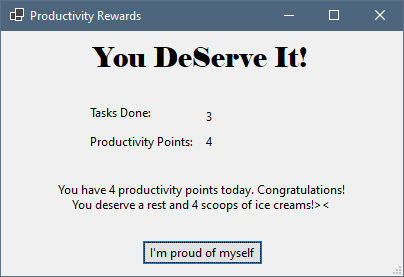 Productivity Rewards
You DeServe It!
Tasks Done: 3
Productivity Points: 4
You have 4 productivity points today. Congratulations!
You deserve a rest and 4 scoops of ice creams!><
I'm proud of myself